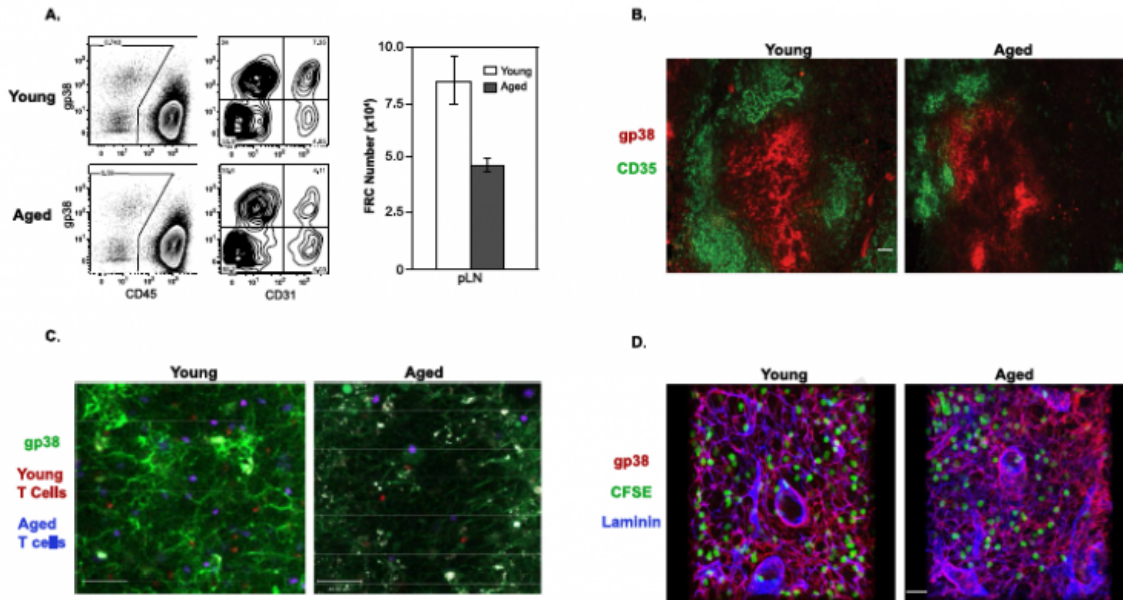 A.
Young
gp38
Aged
gp38
CD45
CD31
10.0
7.5
5.0
2.5
0
FRC Number (x10⁴)
Young
Aged
pLN
B.
Young
Aged
gp38
CD35
C.
Young
Aged
gp38
Young
T Cells
Aged
T cells
D.
Young
Aged
gp38
CFSE
Laminin